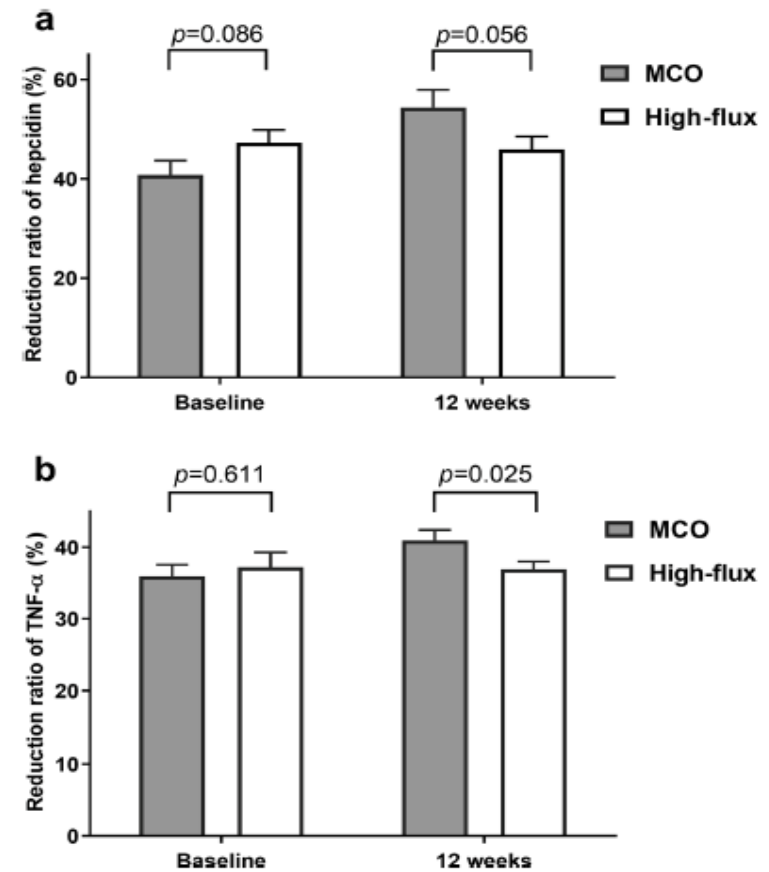 a
p=0.086
p=0.056
MCO
High-flux
Reduction ratio of hepcidin (%)
60
40
20
0
Baseline
12 weeks
b
p=0.611
p=0.025
MCO
High-flux
Reduction ratio of TNF-α (%)
40
30
20
10
0
Baseline
12 weeks